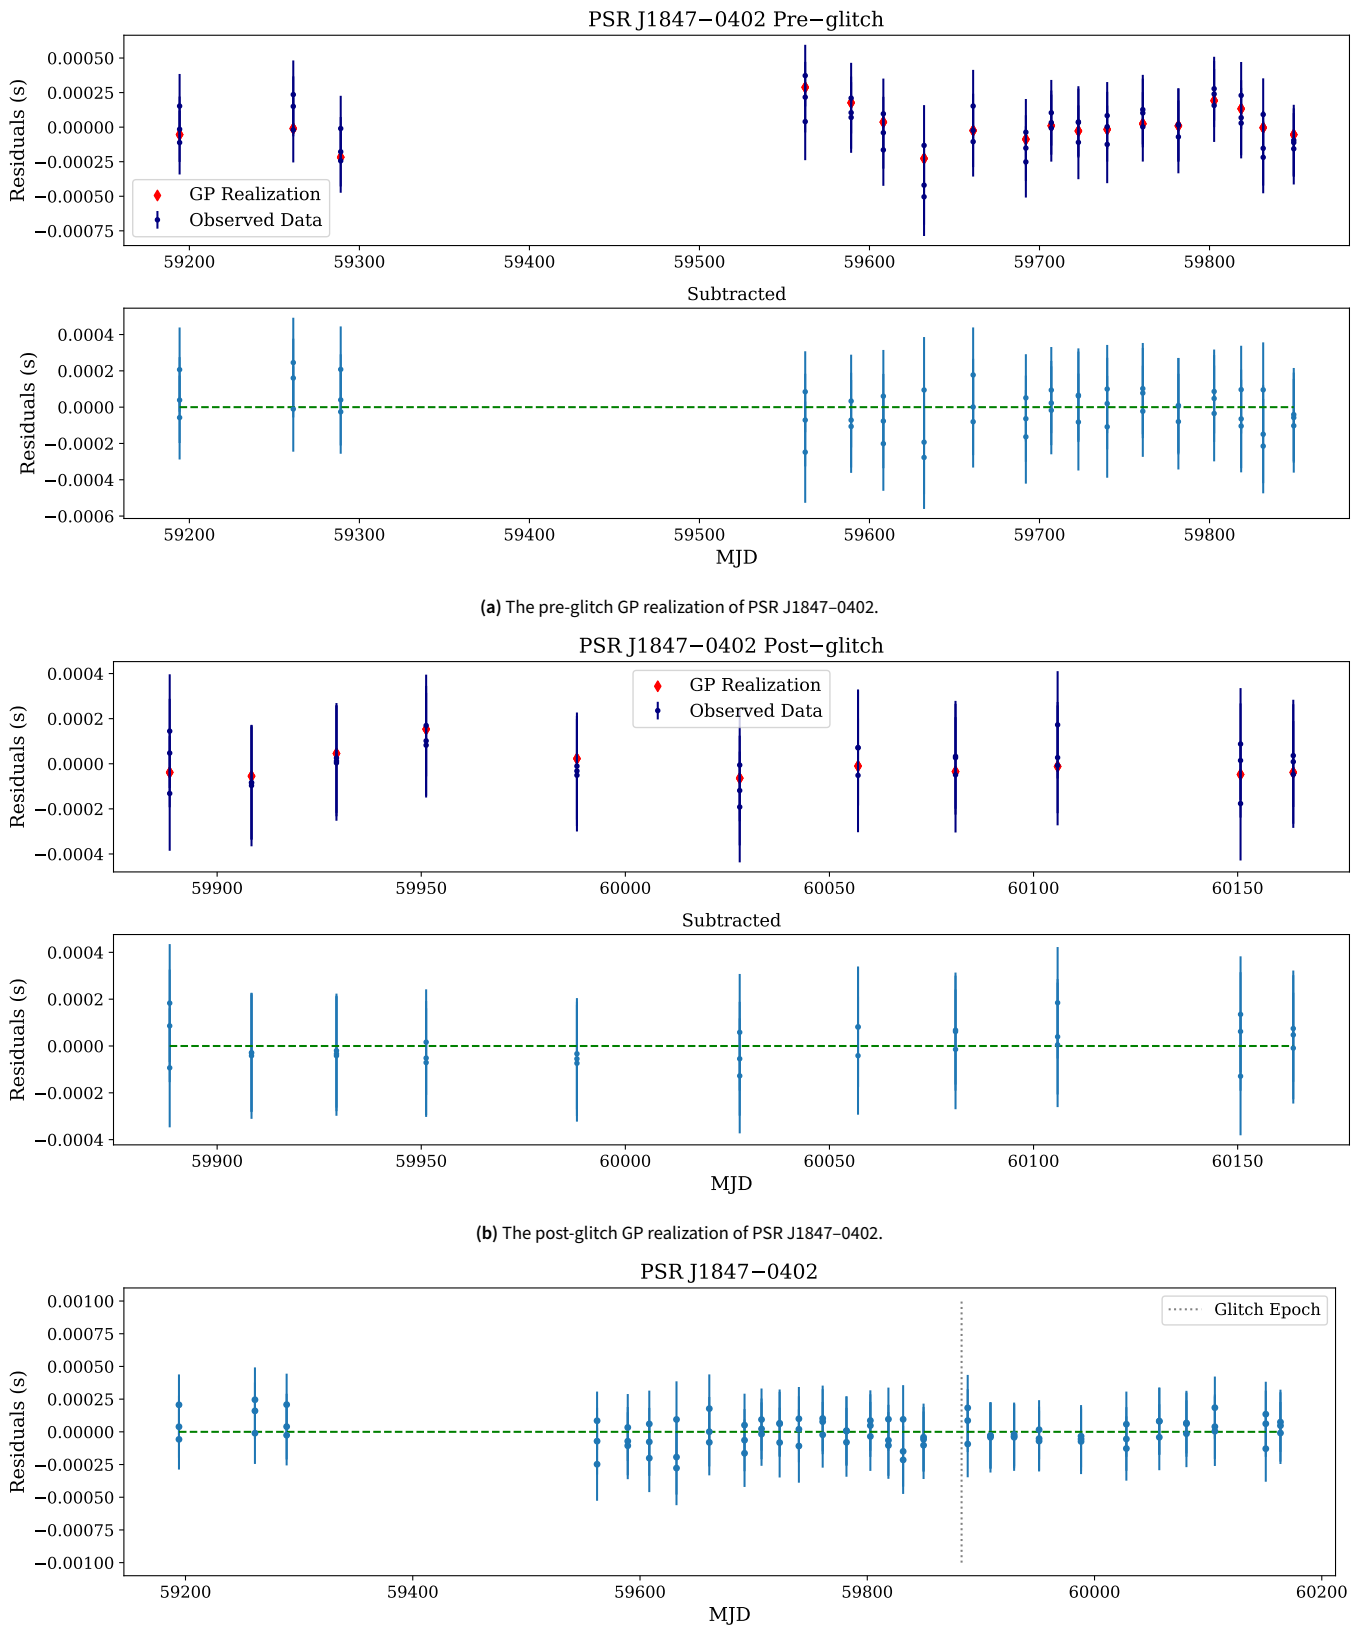 PSR J1847−0402 Pre−glitch
Residuals (s)
0.00050
0.00025
0.00000
−0.00025
−0.00050
−0.00075
GP Realization
Observed Data
59200 59300 59400 59500 59600 59700 59800
Subtracted
Residuals (s)
0.0004
0.0002
0.0000
−0.0002
−0.0004
−0.0006
59200 59300 59400 59500 59600 59700 59800
MJD
(a) The pre-glitch GP realization of PSR J1847–0402.
PSR J1847−0402 Post−glitch
Residuals (s)
0.0004
0.0002
0.0000
−0.0002
−0.0004
GP Realization
Observed Data
59900 59950 60000 60050 60100 60150
Subtracted
Residuals (s)
0.0004
0.0002
0.0000
−0.0002
−0.0004
59900 59950 60000 60050 60100 60150
MJD
(b) The post-glitch GP realization of PSR J1847–0402.
PSR J1847−0402
Residuals (s)
0.00100
0.00075
0.00050
0.00025
0.00000
−0.00025
−0.00050
−0.00075
−0.00100
Glitch Epoch
59200 59400 59600 59800 60000 60200
MJD